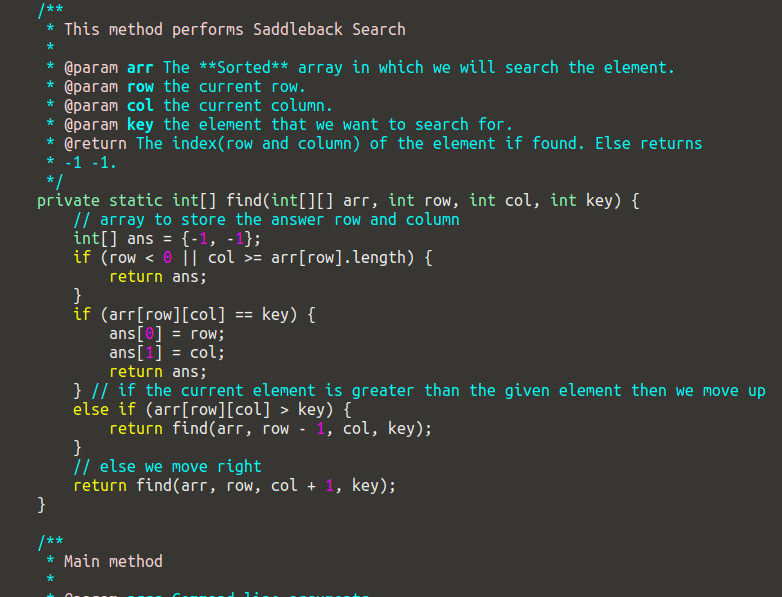 /**
 * This method performs Saddleback Search
 *
 * @param arr The **Sorted** array in which we will search the element.
 * @param row the current row.
 * @param col the current column.
 * @param key the element that we want to search for.
 * @return The index(row and column) of the element if found. Else returns
 * -1 -1.
 */
private static int[] find(int[][] arr, int row, int col, int key) {
    // array to store the answer row and column
    int[] ans = {-1, -1};
    if (row < 0 || col >= arr[row].length) {
        return ans;
    }
    if (arr[row][col] == key) {
        ans[0] = row;
        ans[1] = col;
        return ans;
    } // if the current element is greater than the given element then we move up
    else if (arr[row][col] > key) {
        return find(arr, row - 1, col, key);
    }
    // else we move right
    return find(arr, row, col + 1, key);
}

/**
 * Main method
 *
 * @param args Command line arguments